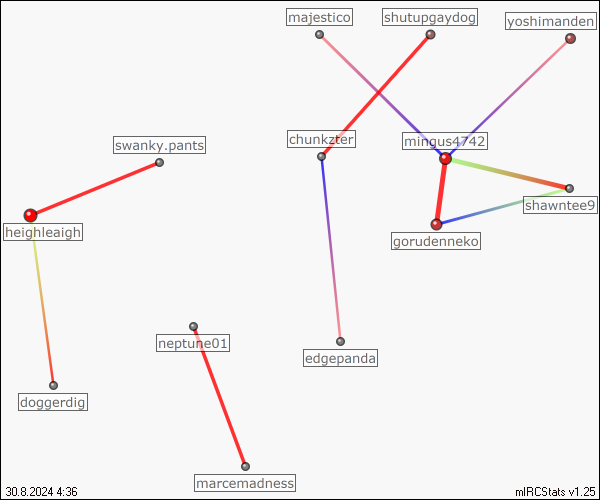 majestico
shutupgaydog
yoshimanden
swanky.pants
chunkzter
mingus4742
shawntee9
heighleaigh
gorudenneko
neptune01
edgepanda
doggerdig
marcemadness
30.8.2024 4:36
mIRCStats v1.25